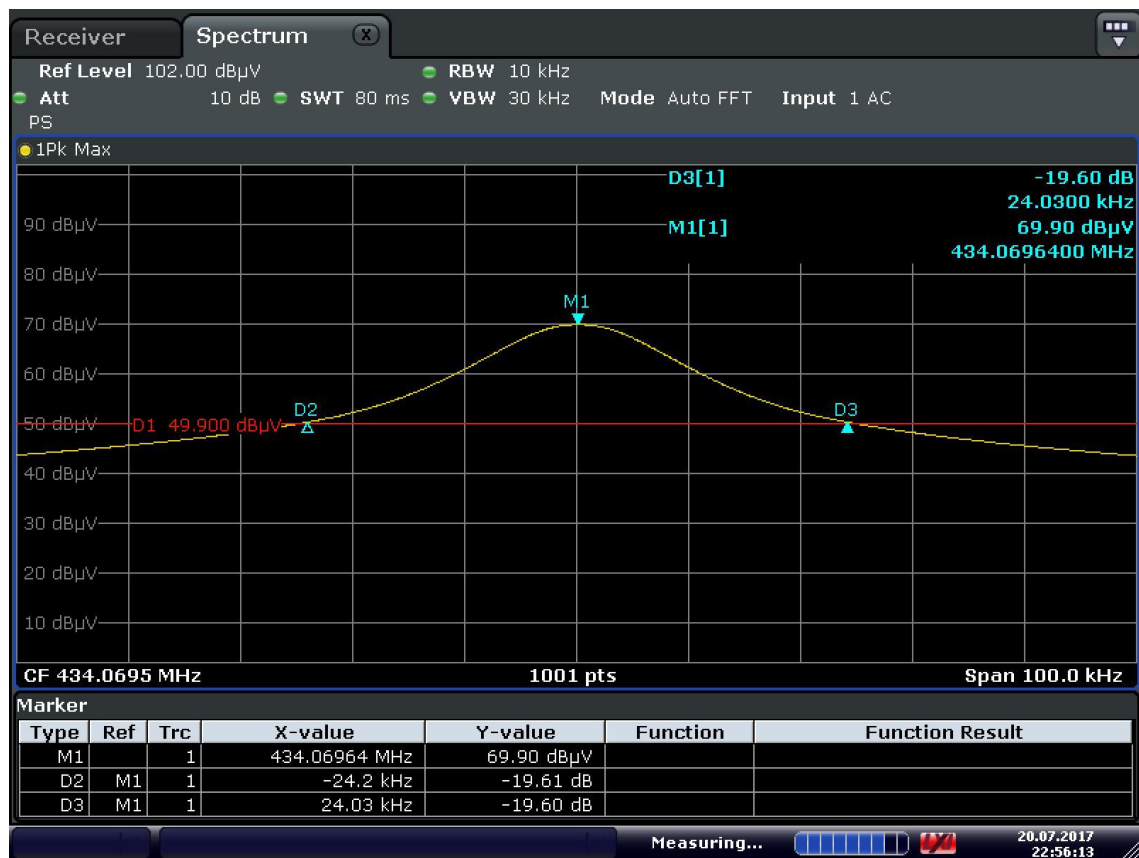 Receiver Spectrum X
Ref Level 102.00 dBµV RBW 10 kHz
Att 10 dB SWT 80 ms VBW 30 kHz Mode Auto FFT Input 1 AC
PS
1Pk Max
D3[1] -19.60 dB
24.0300 kHz
90 dBµV M1[1] 69.90 dBµV
434.0696400 MHz
80 dBµV
M1
70 dBµV
60 dBµV
D2 D3
50 dBµV D1 49.900 dBµV
40 dBµV
30 dBµV
20 dBµV
10 dBµV
CF 434.0695 MHz 1001 pts Span 100.0 kHz
Marker
Type Ref Trc X-value Y-value Function Function Result
M1 1 434.06964 MHz 69.90 dBµV
D2 M1 1 -24.2 kHz -19.61 dB
D3 M1 1 24.03 kHz -19.60 dB
Measuring... LXI 20.07.2017
22:56:13